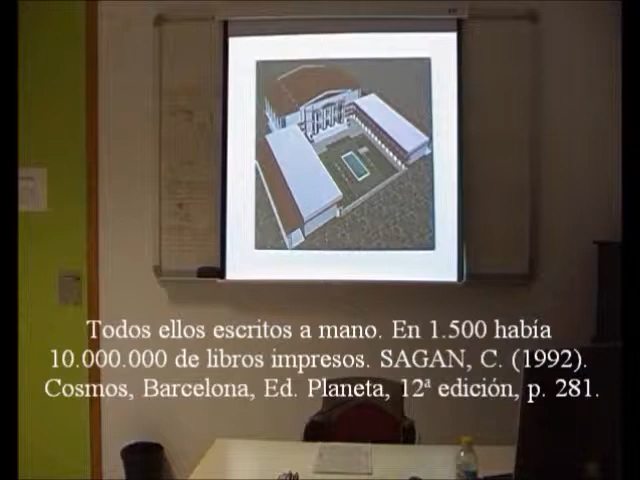 Todos ellos escritos a mano. En 1.500 había
10.000.000 de libros impresos. SAGAN, C. (1992).
Cosmos, Barcelona, Ed. Planeta, 12ª edición, p. 281.